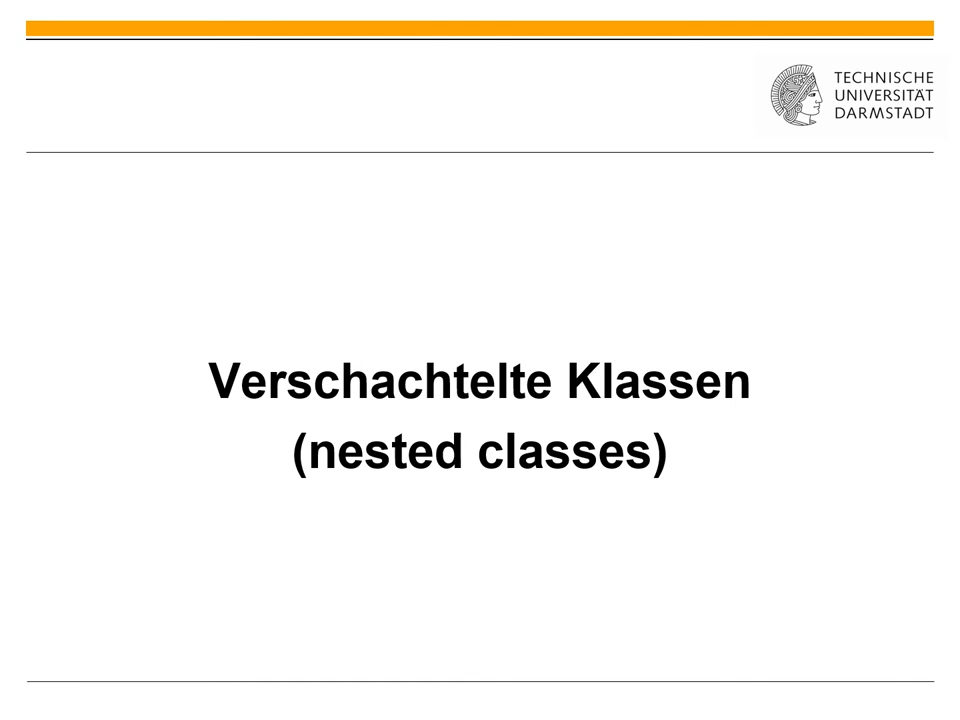 TECHNISCHE
UNIVERSITÄT
DARMSTADT
Verschachtelte Klassen
(nested classes)